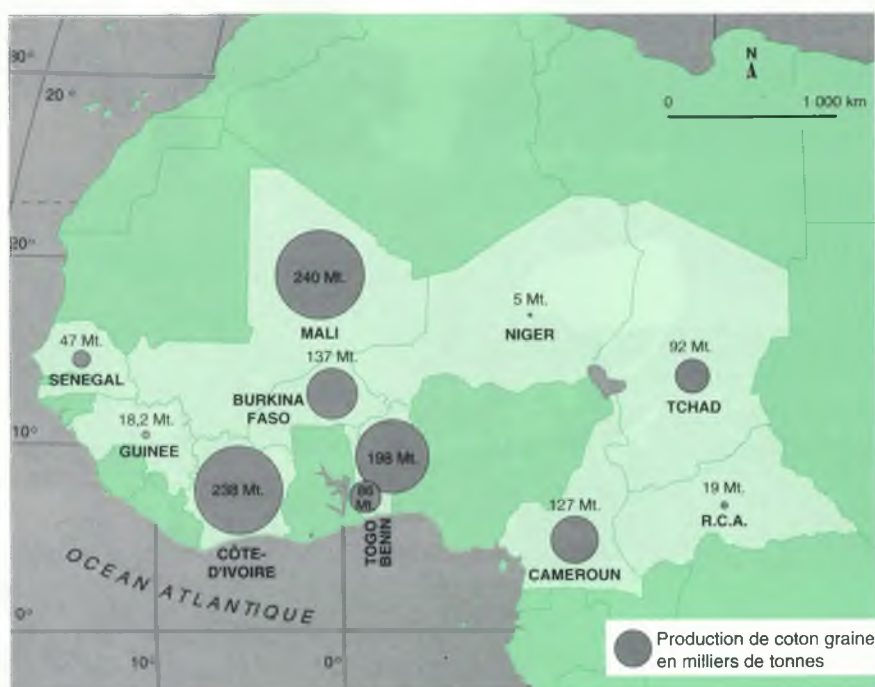 30°
20°
N
0 1 000 km
20°
240 Mt.
MALI
5 Mt.
NIGER
47 Mt.
SENEGAL
137 Mt.
BURKINA
FASO
92 Mt.
TCHAD
18,2 Mt.
GUINEE
10°
198 Mt.
238 Mt.
86
Mt.
TOGO
BENIN
127 Mt.
CAMEROUN
19 Mt.
R.C.A.
CÔTE-
D'IVOIRE
OCEAN ATLANTIQUE
0°
10°
0°
Production de coton graine
en milliers de tonnes